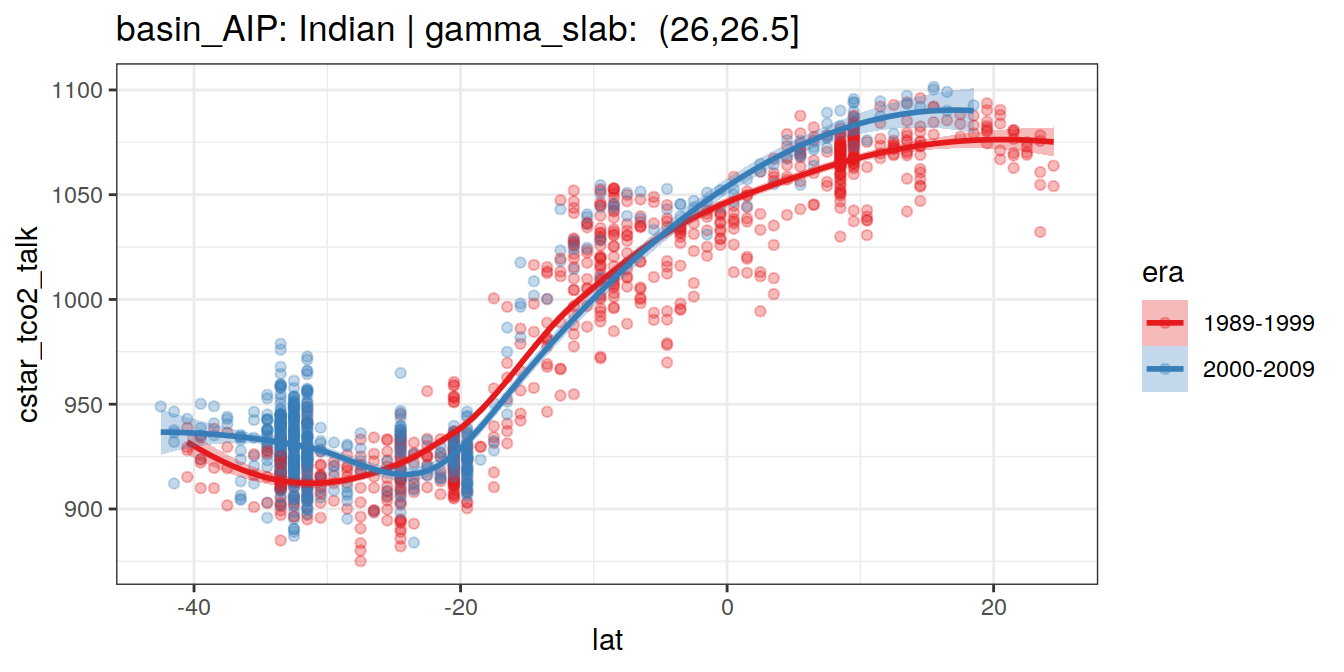 basin_AIP: Indian | gamma_slab:  (26,26.5]
1100
1050
1000
950
900
cstar_tco2_talk
-40
-20
0
20
lat
era
1989-1999
2000-2009